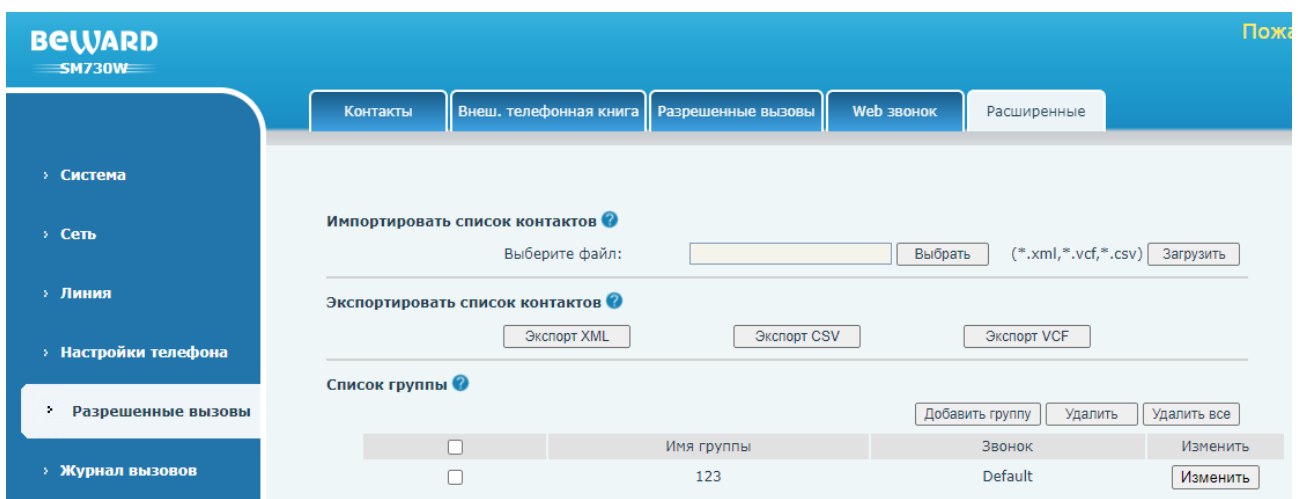 BEWARD
SM730W
Пожа
Контакты Внеш. телефонная книга Разрешенные вызовы Web звонок Расширенные
Система
Сеть
Линия
Настройки телефона
Разрешенные вызовы
Журнал вызовов
Импортировать список контактов ?
Выберите файл: Выбрать (*.xml,*.vcf,*.csv) Загрузить
Экспортировать список контактов ?
Экспорт XML Экспорт CSV Экспорт VCF
Список группы ?
Добавить группу Удалить Удалить все
Имя группы Звонок Изменить
123 Default Изменить